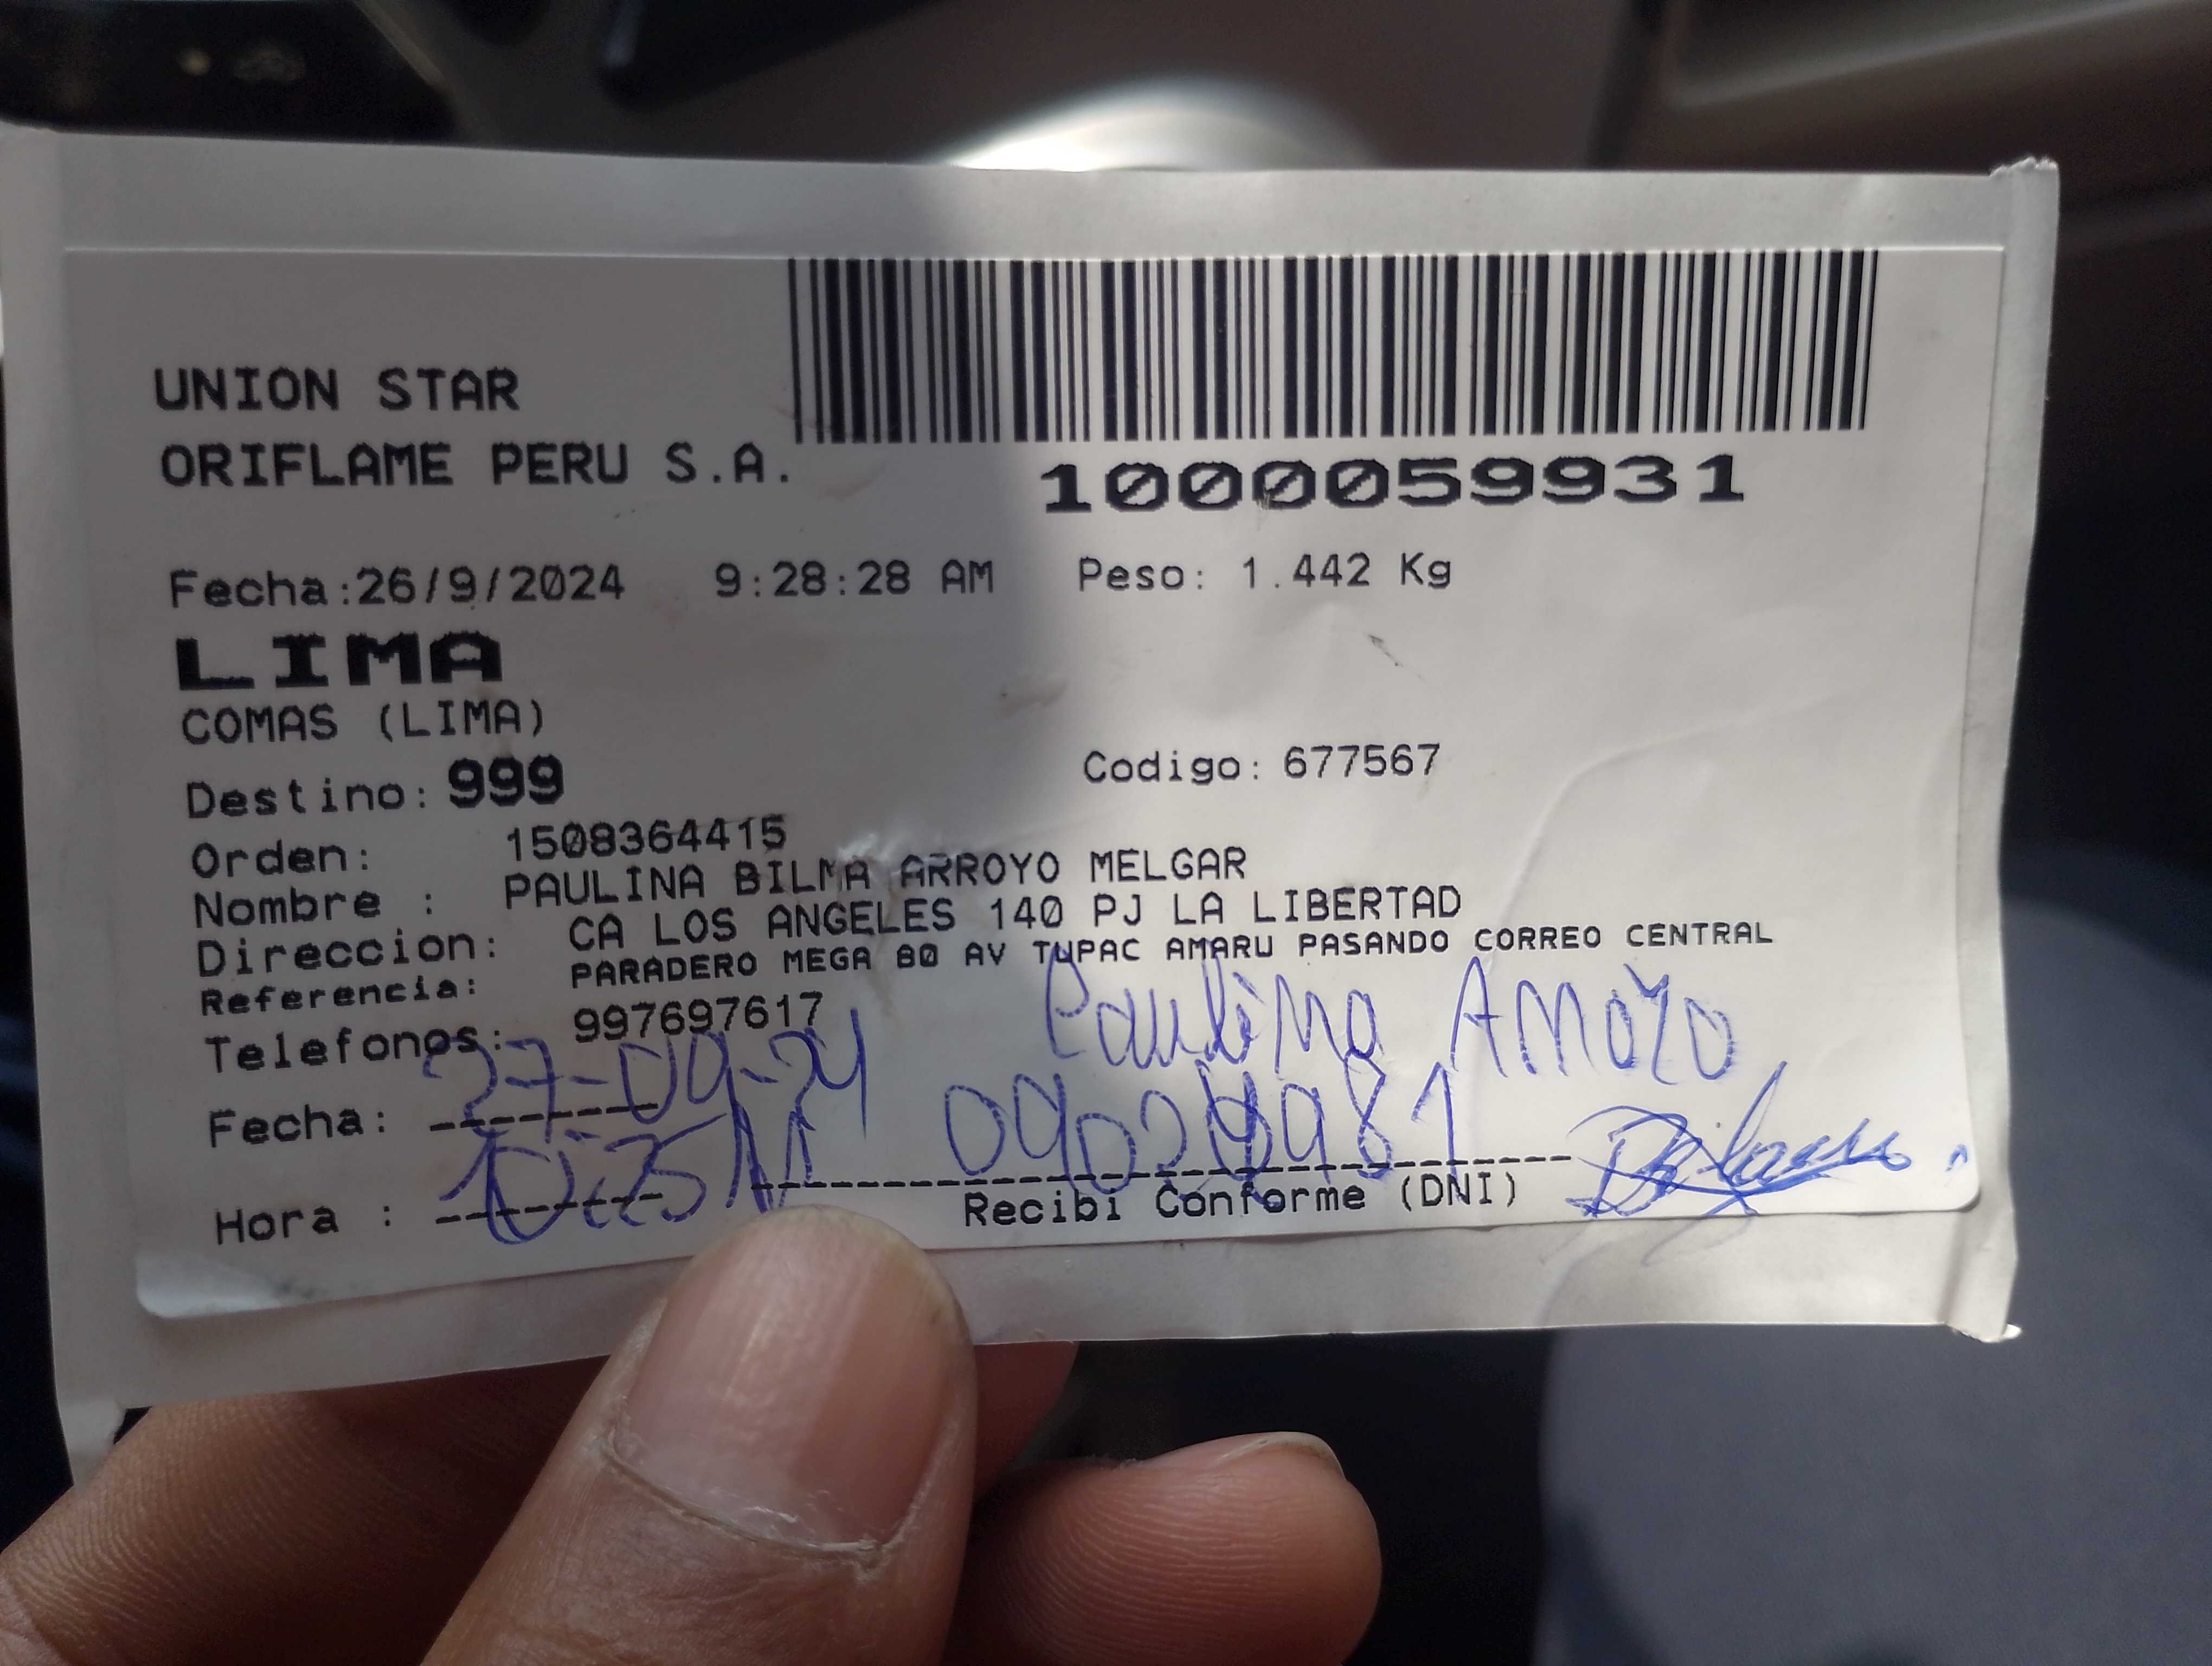 UNION STAR
ORIFLAME PERU S.A.
1000059931
Fecha:26/9/2024 9:28:28 AM Peso: 1.442 Kg
LIMA
COMAS (LIMA)
Destino: 999 Codigo: 677567
Orden: 1508364415
Nombre : PAULINA BILMA ARROYO MELGAR
Direccion: CA LOS ANGELES 140 PJ LA LIBERTAD
Referencia: PARADERO MEGA 80 AV TUPAC AMARU PASANDO CORREO CENTRAL
Telefonos: 997697617
Paulina Arroyo
Fecha: 27-09-24
Hora :
Recibi Conforme (DNI)